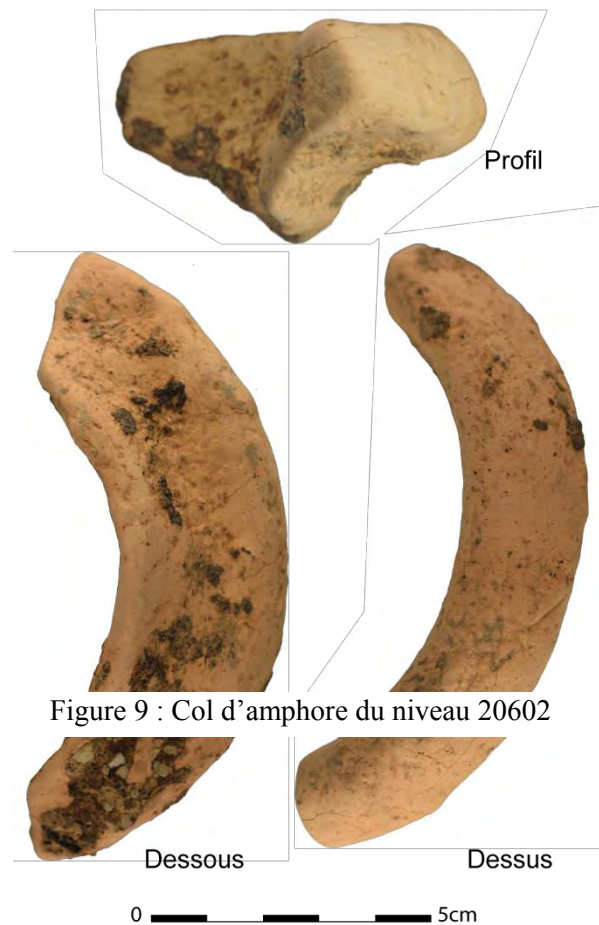 Profil
Figure 9 : Col d’amphore du niveau 20602
Dessous
Dessus
0 5cm